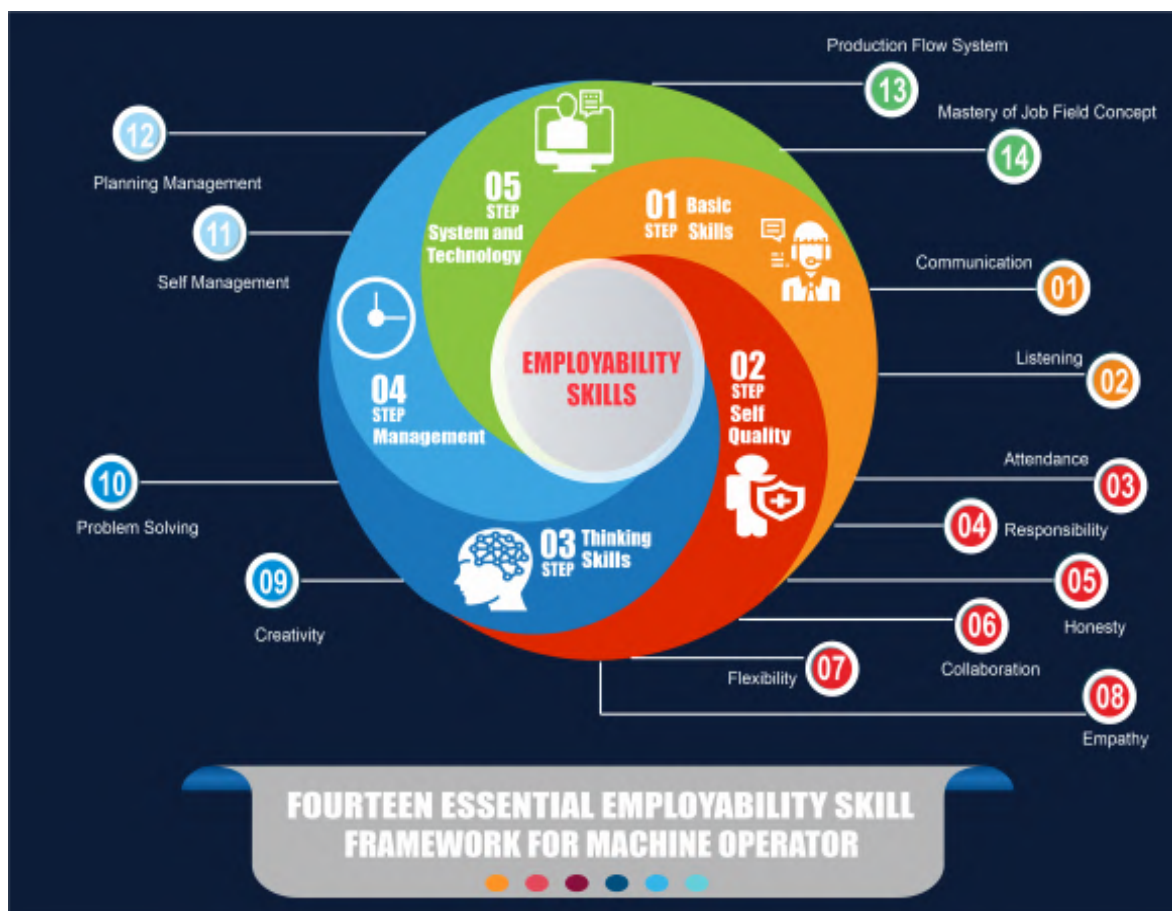 Production Flow System
13
Mastery of Job Field Concept
14
12
Planning Management
11
Self Management
05
STEP
System and
Technology
01 Basic
STEP Skills
Communication
01
Listening
02
EMPLOYABILITY
SKILLS
02
STEP
Self
Quality
04
STEP
Management
Attendance
03
04
Responsibility
10
Problem Solving
03 Thinking
STEP Skills
09
Creativity
05
Honesty
06
Collaboration
Flexibility
07
08
Empathy
FOURTEEN ESSENTIAL EMPLOYABILITY SKILL
FRAMEWORK FOR MACHINE OPERATOR